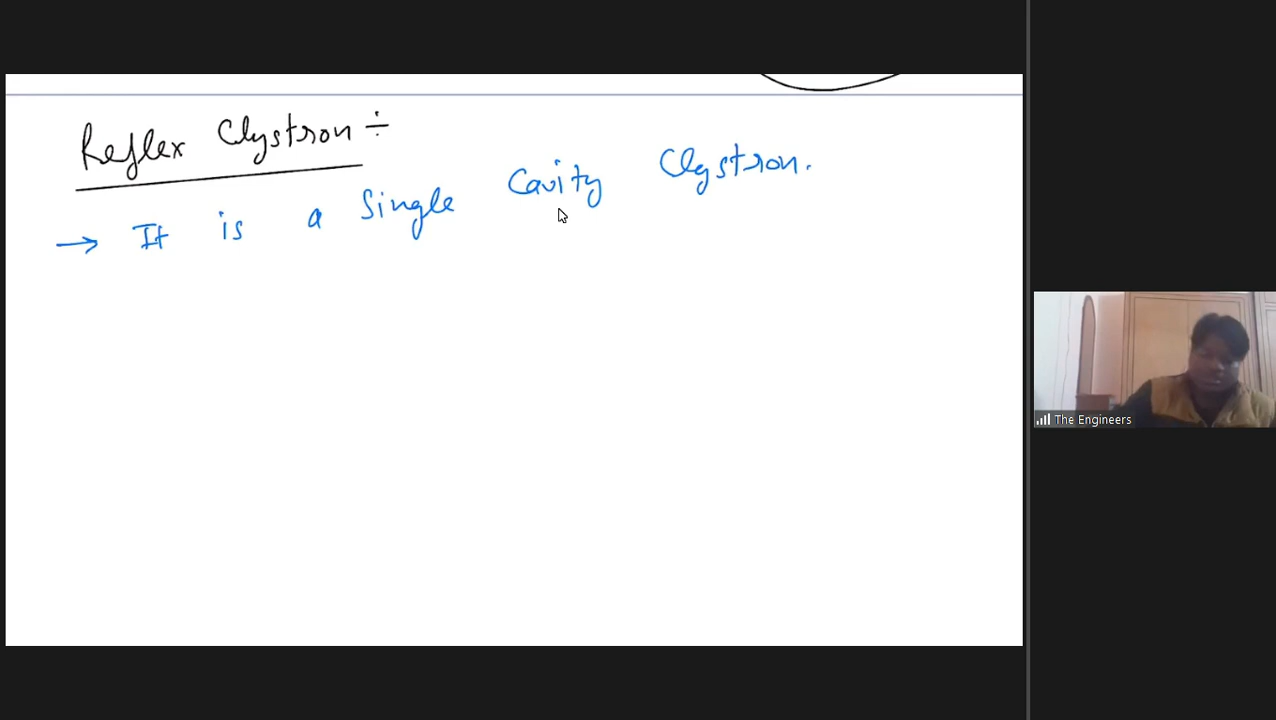 Reflex Clystron ÷
→ It is a Single Cavity Clystron.
The Engineers